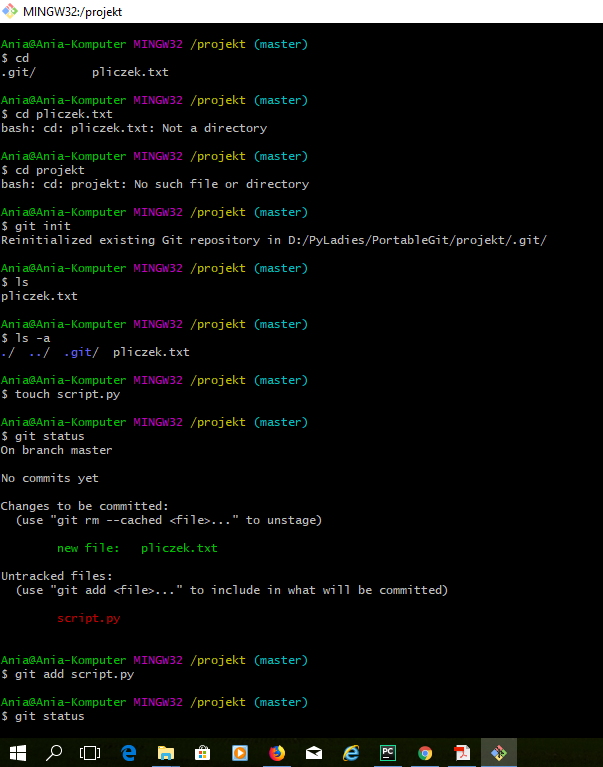 MINGW32:/projekt
Ania@Ania-Komputer MINGW32 /projekt (master)
$ cd
.git/        pliczek.txt
Ania@Ania-Komputer MINGW32 /projekt (master)
$ cd pliczek.txt
bash: cd: pliczek.txt: Not a directory
Ania@Ania-Komputer MINGW32 /projekt (master)
$ cd projekt
bash: cd: projekt: No such file or directory
Ania@Ania-Komputer MINGW32 /projekt (master)
$ git init
Reinitialized existing Git repository in D:/PyLadies/PortableGit/projekt/.git/
Ania@Ania-Komputer MINGW32 /projekt (master)
$ ls
pliczek.txt
Ania@Ania-Komputer MINGW32 /projekt (master)
$ ls -a
./  ../  .git/  pliczek.txt
Ania@Ania-Komputer MINGW32 /projekt (master)
$ touch script.py
Ania@Ania-Komputer MINGW32 /projekt (master)
$ git status
On branch master
No commits yet
Changes to be committed:
  (use "git rm --cached <file>..." to unstage)
        new file:   pliczek.txt
Untracked files:
  (use "git add <file>..." to include in what will be committed)
        script.py
Ania@Ania-Komputer MINGW32 /projekt (master)
$ git add script.py
Ania@Ania-Komputer MINGW32 /projekt (master)
$ git status
PC